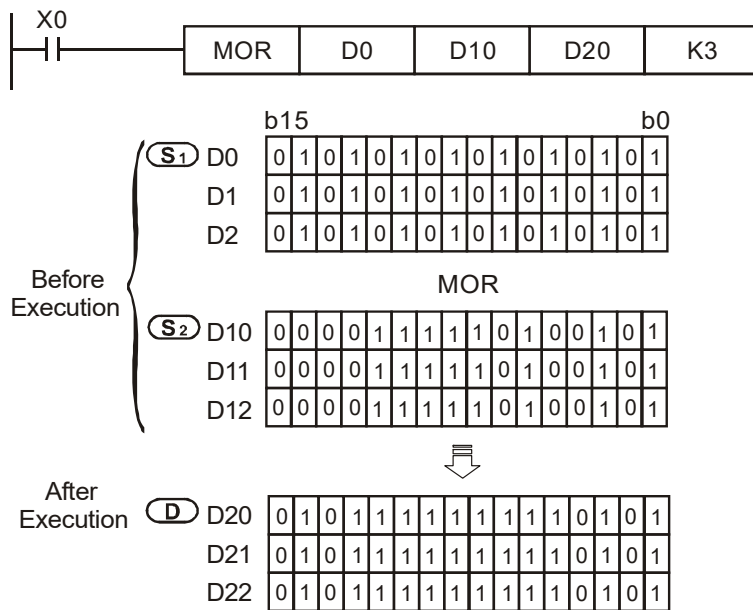 X0
MOR D0 D10 D20 K3
b15 b0
S1 D0 0 1 0 1 0 1 0 1 0 1 0 1 0 1 0 1
D1 0 1 0 1 0 1 0 1 0 1 0 1 0 1 0 1
D2 0 1 0 1 0 1 0 1 0 1 0 1 0 1 0 1
Before
Execution
MOR
S2 D10 0 0 0 0 1 1 1 1 1 0 1 0 0 1 0 1
D11 0 0 0 0 1 1 1 1 1 0 1 0 0 1 0 1
D12 0 0 0 0 1 1 1 1 1 0 1 0 0 1 0 1
After
Execution
D D20 0 1 0 1 1 1 1 1 1 1 1 1 0 1 0 1
D21 0 1 0 1 1 1 1 1 1 1 1 1 0 1 0 1
D22 0 1 0 1 1 1 1 1 1 1 1 1 0 1 0 1